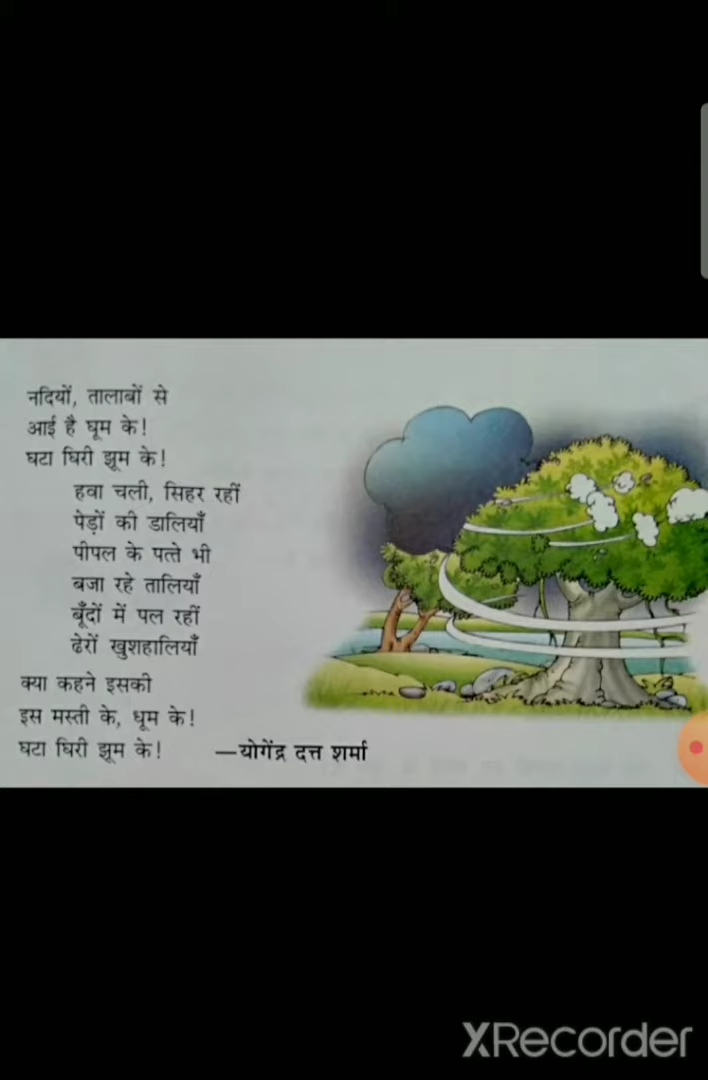 नदियों, तालाबों से
आई है घूम के!
घटा घिरी झूम के!
हवा चली, सिहर रहीं
पेड़ों की डालियाँ
पीपल के पत्ते भी
बजा रहे तालियाँ
बूँदों में पल रहीं
ढेरों खुशहालियाँ
क्या कहने इसकी
इस मस्ती के, धूम के!
घटा घिरी झूम के! —योगेंद्र दत्त शर्मा
XRecorder